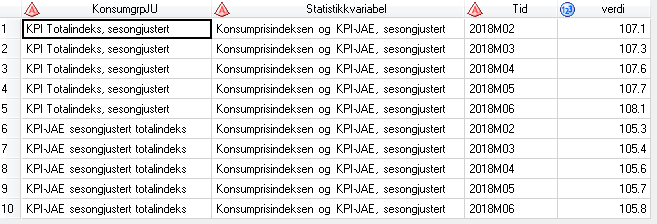 KonsumgrpJU Statistikkvariabel Tid verdi
1 KPI Totalindeks, sesongjustert Konsumprisindeksen og KPI-JAE, sesongjustert 2018M02 107.1
2 KPI Totalindeks, sesongjustert Konsumprisindeksen og KPI-JAE, sesongjustert 2018M03 107.3
3 KPI Totalindeks, sesongjustert Konsumprisindeksen og KPI-JAE, sesongjustert 2018M04 107.6
4 KPI Totalindeks, sesongjustert Konsumprisindeksen og KPI-JAE, sesongjustert 2018M05 107.7
5 KPI Totalindeks, sesongjustert Konsumprisindeksen og KPI-JAE, sesongjustert 2018M06 108.1
6 KPI-JAE sesongjustert totalindeks Konsumprisindeksen og KPI-JAE, sesongjustert 2018M02 105.3
7 KPI-JAE sesongjustert totalindeks Konsumprisindeksen og KPI-JAE, sesongjustert 2018M03 105.4
8 KPI-JAE sesongjustert totalindeks Konsumprisindeksen og KPI-JAE, sesongjustert 2018M04 105.6
9 KPI-JAE sesongjustert totalindeks Konsumprisindeksen og KPI-JAE, sesongjustert 2018M05 105.7
10 KPI-JAE sesongjustert totalindeks Konsumprisindeksen og KPI-JAE, sesongjustert 2018M06 105.8